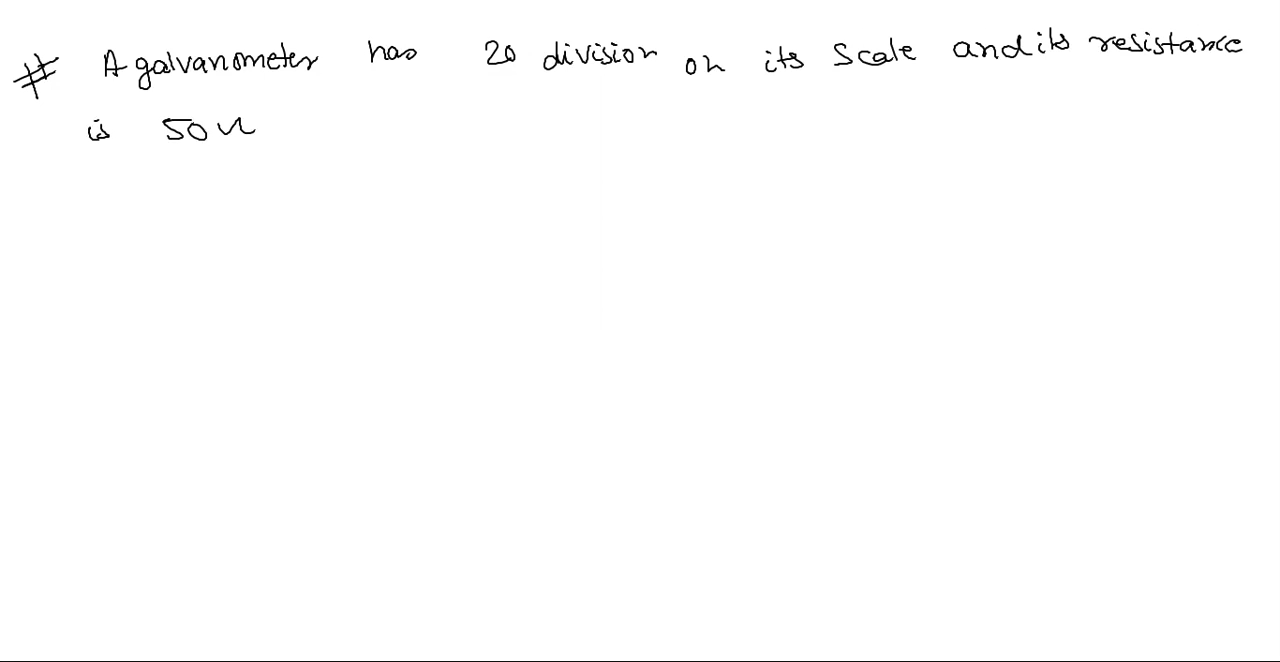 # A galvanometer has 20 division on its scale and its resistance
is 50Ω